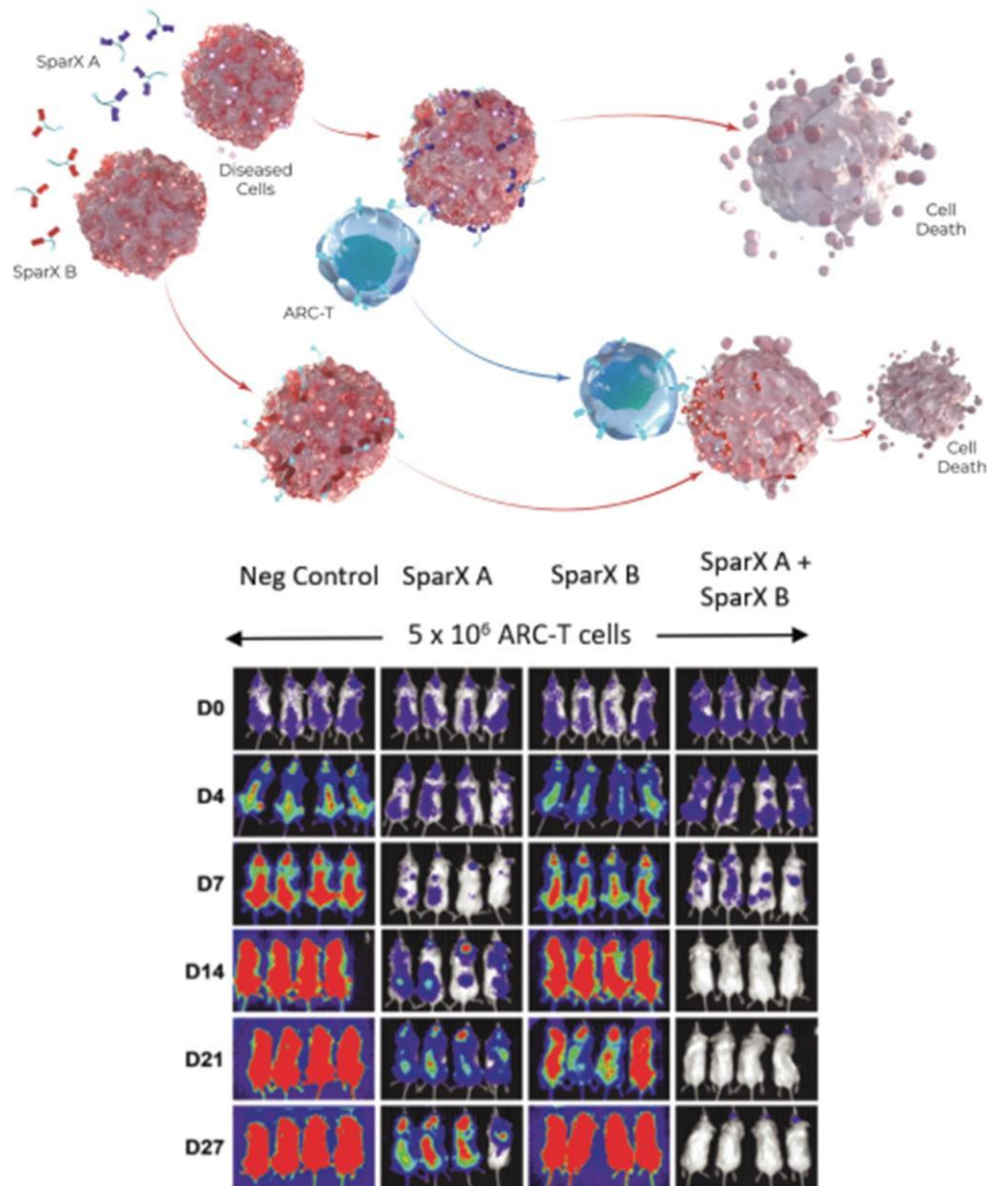 SparX A
Diseased
Cells
SparX B
ARC-T
Cell
Death
Cell
Death
Neg Control
SparX A
SparX B
SparX A +
SparX B
5 x 10⁶ ARC-T cells
D0
D4
D7
D14
D21
D27